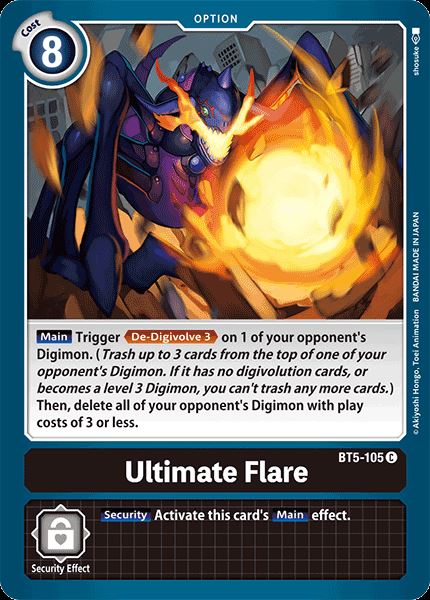 OPTION
Cost
8
shosuke
Main Trigger De-Digivolve 3 on 1 of your opponent's
Digimon. (Trash up to 3 cards from the top of one of your
opponent's Digimon. If it has no digivolution cards, or
becomes a level 3 Digimon, you can't trash any more cards.)
Then, delete all of your opponent's Digimon with play
costs of 3 or less.
© Akiyoshi Hongo, Toei Animation BANDAI MADE IN JAPAN
BT5-105 C
Ultimate Flare
Security Activate this card's Main effect.
Security Effect